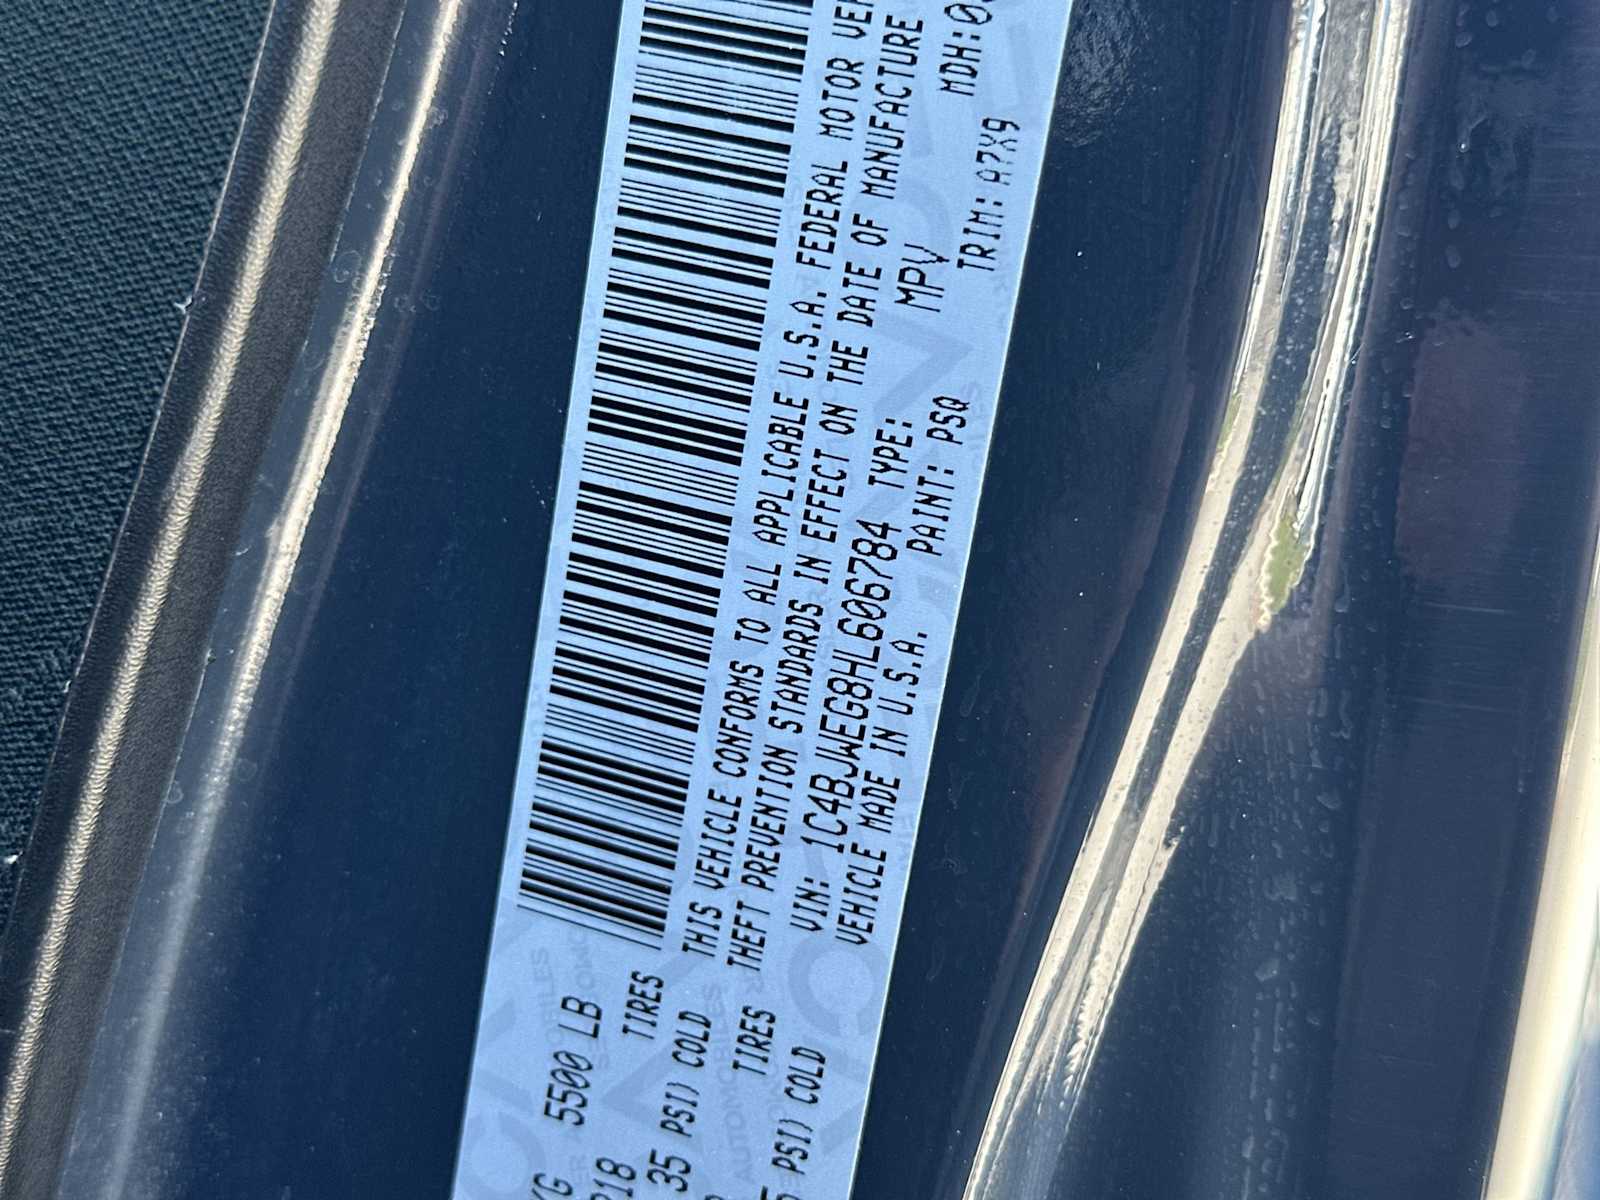 5500 LB
TIRES
35 PSI) COLD
TIRES
PSI) COLD
THIS VEHICLE CONFORMS TO ALL APPLICABLE U.S.A. FEDERAL MOTOR
THEFT PREVENTION STANDARDS IN EFFECT ON THE DATE OF MANUFACTURE
VIN: 1C4BJWEG8HL606784 TYPE: MPV
VEHICLE MADE IN U.S.A. PAINT: PSQ TRIM: A7X9 MDH:
AUTOMOBILES